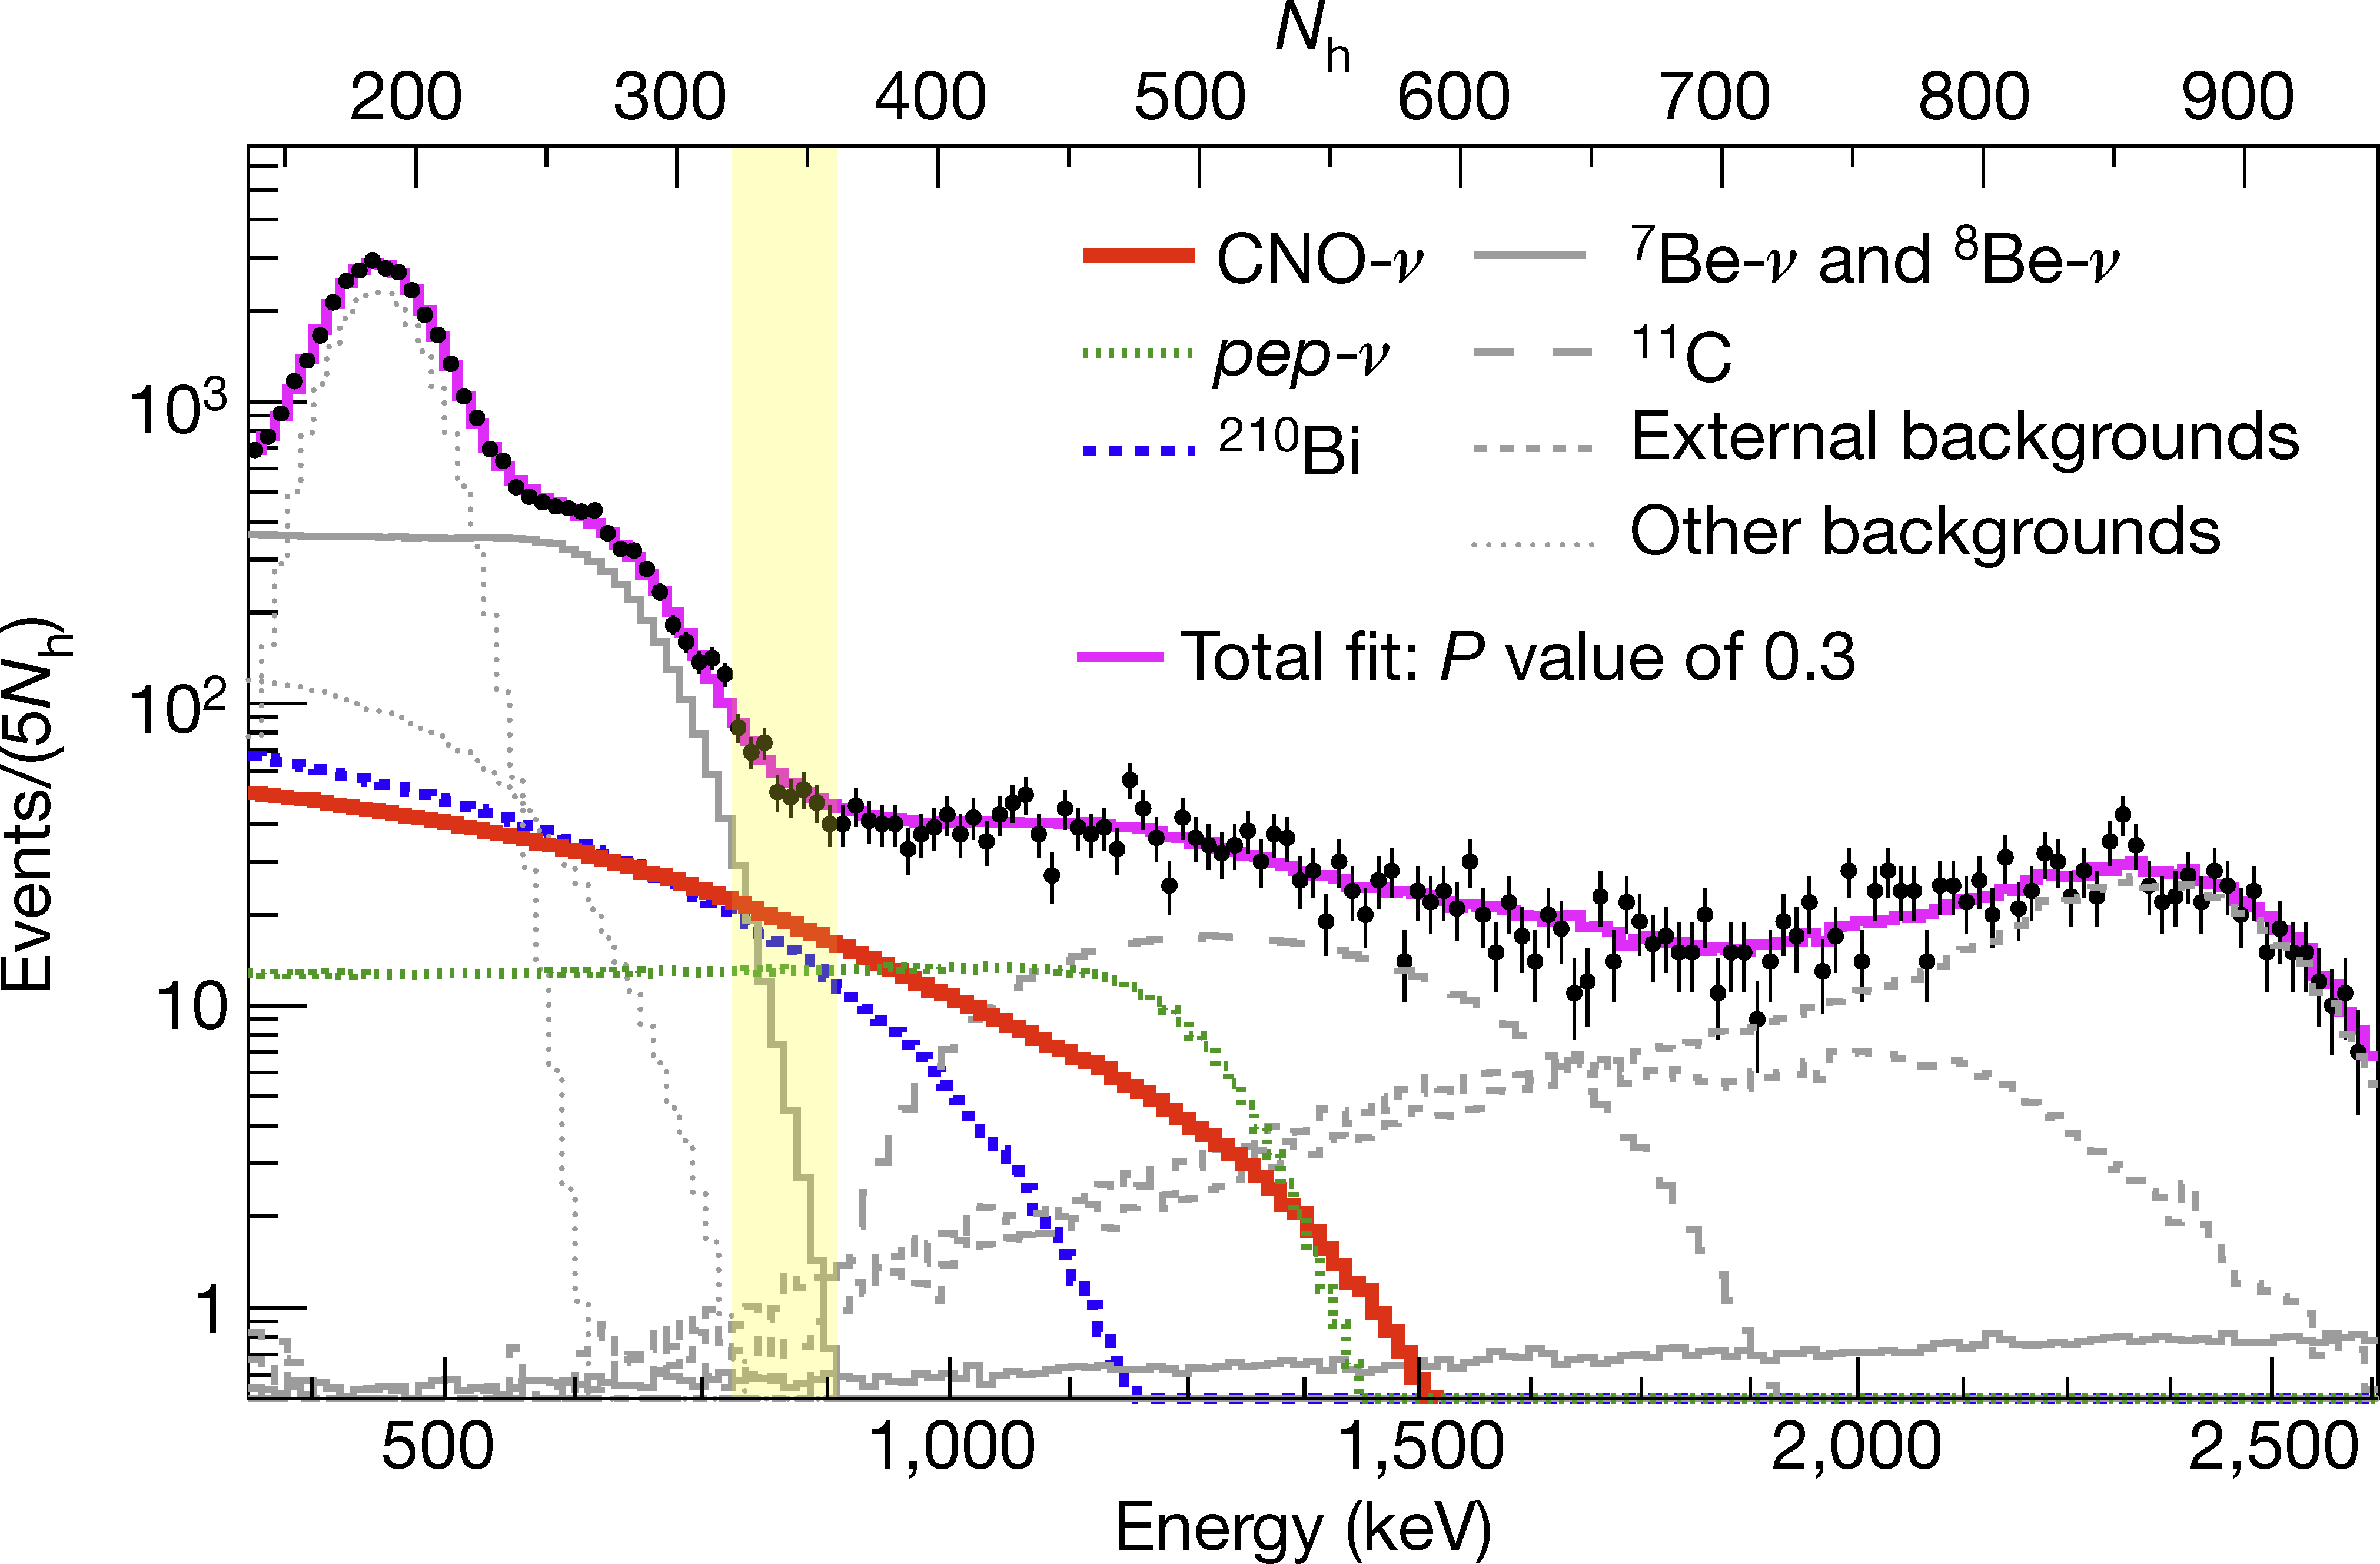 Nₕ
200 300 400 500 600 700 800 900
CNO-ν
⁷Be-ν and ⁸Be-ν
pep-ν
¹¹C
²¹⁰Bi
External backgrounds
Other backgrounds
Total fit: P value of 0.3
Events/(5Nₕ)
10³
10²
10
1
500 1,000 1,500 2,000 2,500
Energy (keV)